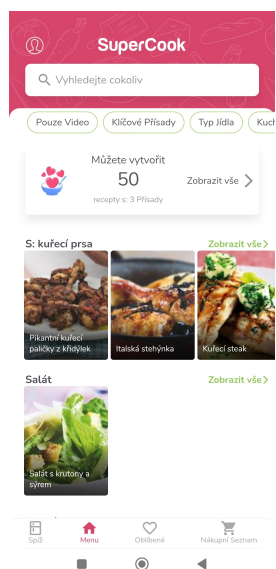 SuperCook
Vyhledejte cokoliv
Pouze Video
Klíčové Přísady
Typ Jídla
Kuch
Můžete vytvořit
50
recepty s: 3 Přísady
Zobrazit vše
S: kuřecí prsa
Zobrazit vše
Pikantní kuřecí
paličky z křidýlek
Italská stehýnka
Kuřecí steak
Salát
Zobrazit vše
Salát s krutony a
sýrem
Spíž
Menu
Oblíbené
Nákupní Seznam